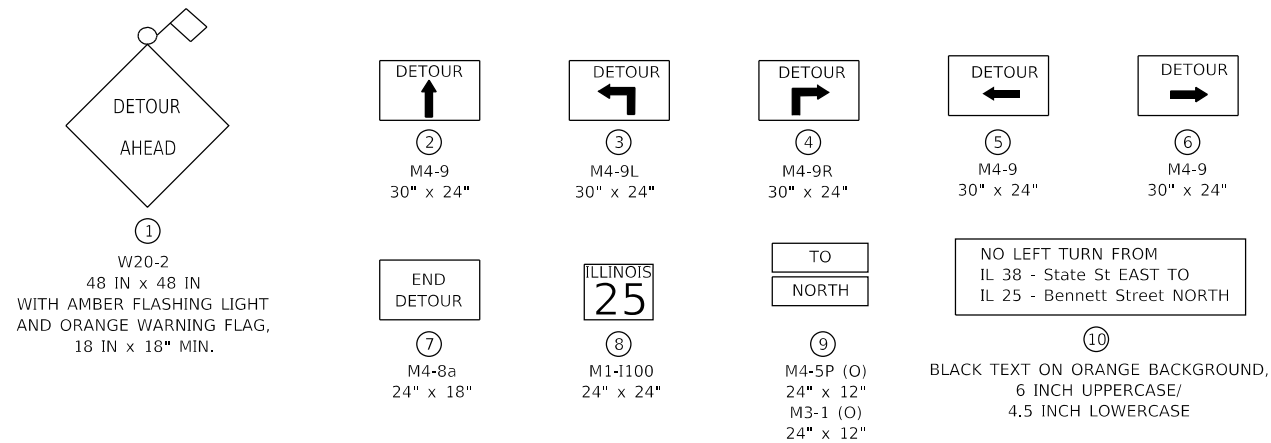 DETOUR
AHEAD
1
W20-2
48 IN x 48 IN
WITH AMBER FLASHING LIGHT
AND ORANGE WARNING FLAG,
18 IN x 18" MIN.
DETOUR
2
M4-9
30" x 24"
DETOUR
3
M4-9L
30" x 24"
DETOUR
4
M4-9R
30" x 24"
DETOUR
5
M4-9
30" x 24"
DETOUR
6
M4-9
30" x 24"
END
DETOUR
7
M4-8a
24" x 18"
ILLINOIS
25
8
M1-I100
24" x 24"
TO
NORTH
9
M4-5P (O)
24" x 12"
M3-1 (O)
24" x 12"
NO LEFT TURN FROM
IL 38 - State St EAST TO
IL 25 - Bennett Street NORTH
10
BLACK TEXT ON ORANGE BACKGROUND,
6 INCH UPPERCASE/
4.5 INCH LOWERCASE